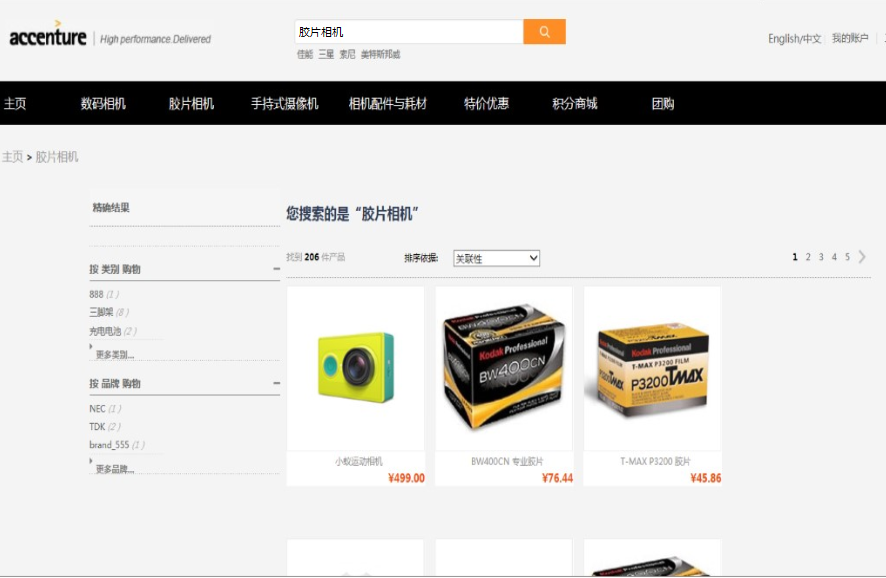 accenture | High performance.Delivered
胶片相机
佳能 三星 索尼 美特斯邦威
English/中文 我的账户
主页 数码相机 胶片相机 手持式摄像机 相机配件与耗材 特价优惠 积分商城 团购
主页 > 胶片相机
精确结果
您搜索的是“胶片相机”
找到 206 件产品 排序依据: 关联性 1 2 3 4 5
按 类别 购物
888 (1)
三脚架 (8)
充电电池 (2)
更多类别...
按 品牌 购物
NEC (1)
TDK (2)
brand_555 (1)
更多品牌...
Kodak Professional
BW400CN
Kodak Professional
T-MAX P3200 FILM
P3200 TMAX
小蚁运动相机
¥499.00
BW400CN 专业胶片
¥76.44
T-MAX P3200 胶片
¥45.86